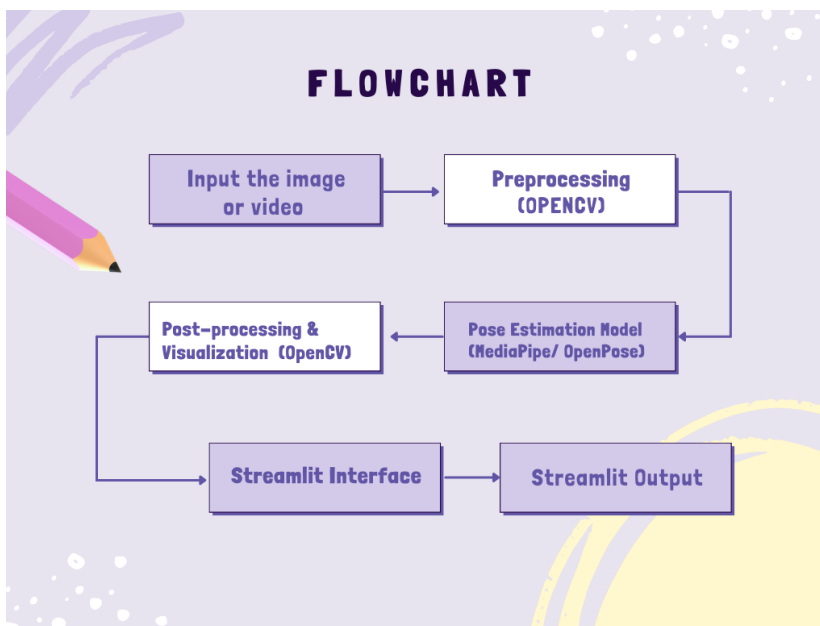 FLOWCHART
Input the image
or video
Preprocessing
(OPENCV)
Pose Estimation Model
(MediaPipe/ OpenPose)
Post-processing &
Visualization (OpenCV)
Streamlit Interface
Streamlit Output